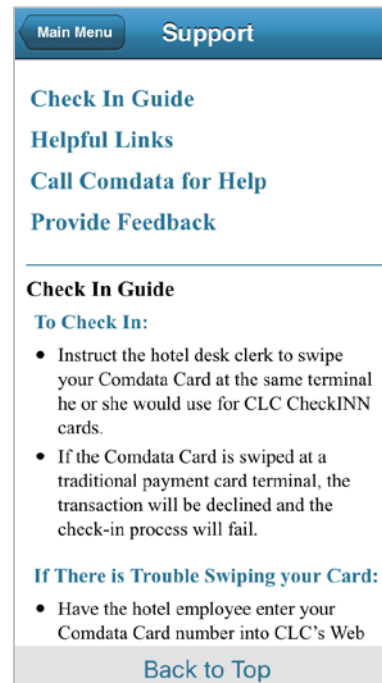 Main Menu
Support
Check In Guide
Helpful Links
Call Comdata for Help
Provide Feedback
Check In Guide
To Check In:
• Instruct the hotel desk clerk to swipe
your Comdata Card at the same terminal
he or she would use for CLC CheckINN
cards.
• If the Comdata Card is swiped at a
traditional payment card terminal, the
transaction will be declined and the
check-in process will fail.
If There is Trouble Swiping your Card:
• Have the hotel employee enter your
Comdata Card number into CLC's Web
Back to Top